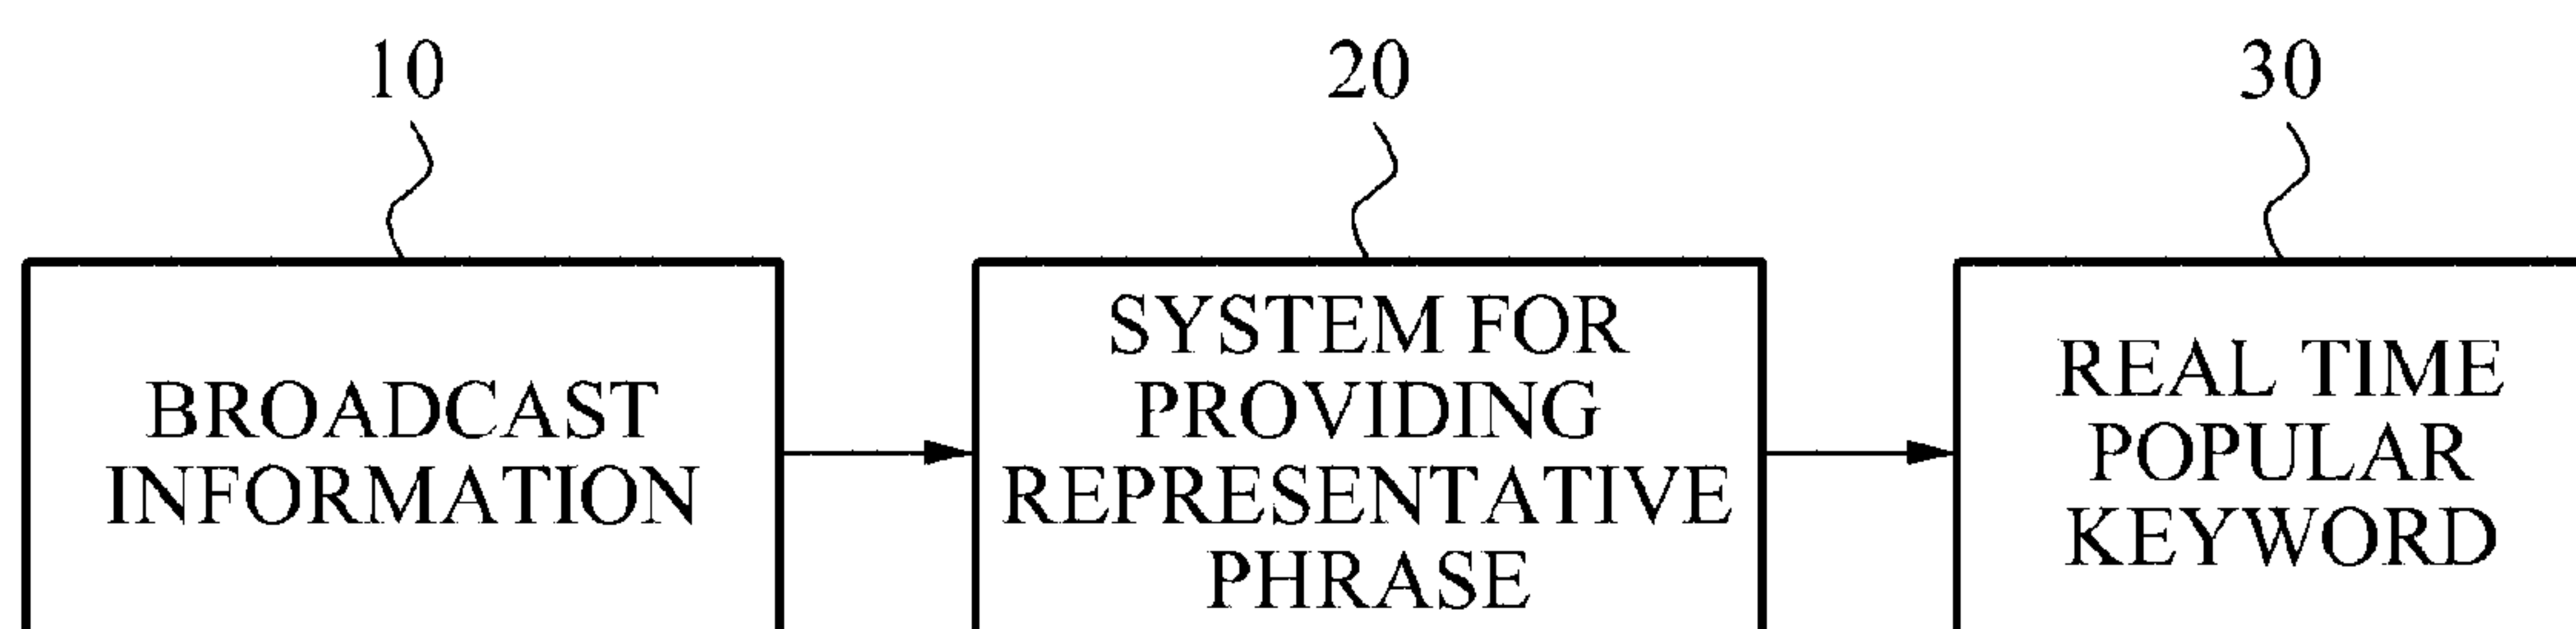 10
20
30
BROADCAST
INFORMATION
SYSTEM FOR
PROVIDING
REPRESENTATIVE
PHRASE
REAL TIME
POPULAR
KEYWORD